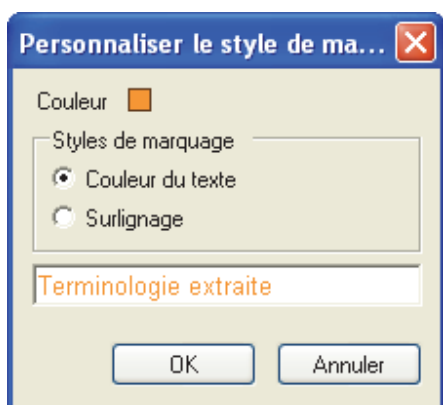 Personnaliser le style de ma...
Couleur
Styles de marquage
Couleur du texte
Surlignage
Terminologie extraite
OK Annuler